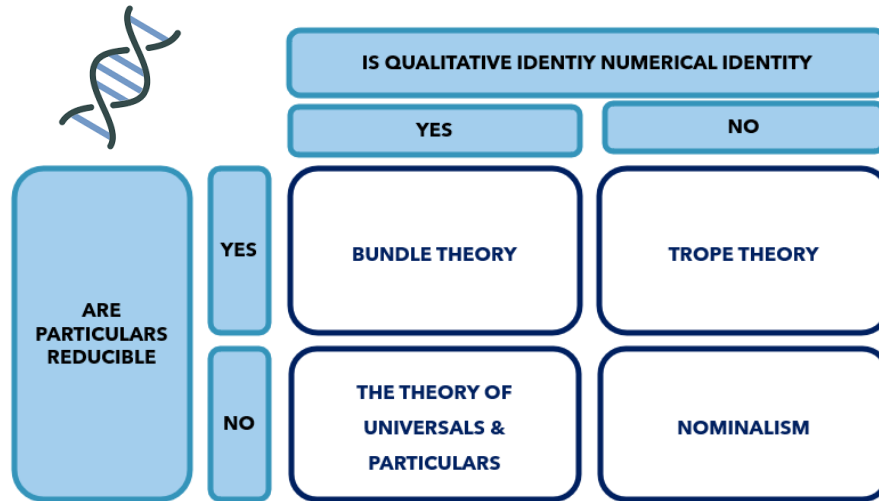 IS QUALITATIVE IDENTIY NUMERICAL IDENTITY
YES
NO
ARE
PARTICULARS
REDUCIBLE
YES
BUNDLE THEORY
TROPE THEORY
NO
THE THEORY OF
UNIVERSALS &
PARTICULARS
NOMINALISM